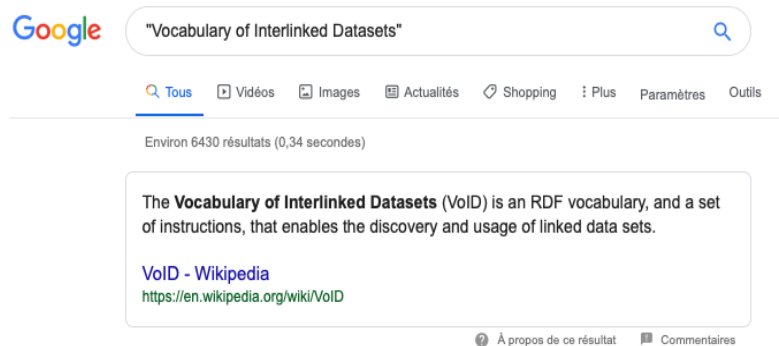 Google "Vocabulary of Interlinked Datasets"
Tous Vidéos Images Actualités Shopping Plus Paramètres Outils
Environ 6430 résultats (0,34 secondes)
The Vocabulary of Interlinked Datasets (VoID) is an RDF vocabulary, and a set
of instructions, that enables the discovery and usage of linked data sets.
VoID - Wikipedia
https://en.wikipedia.org/wiki/VoID
À propos de ce résultat Commentaires